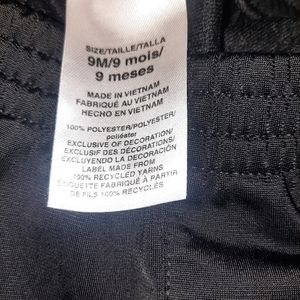 SIZE/TAILLE/TALLA
9M/9 mois/
9 meses
MADE IN VIETNAM
FABRIQUÉ AU VIETNAM
HECHO EN VIETNAM
100% POLYESTER/POLYESTER/
poliéster
EXCLUSIVE OF DECORATION/
EXCLUSIF DES DÉCORATIONS/
EXCLUYENDO LA DECORACIÓN
LABEL MADE FROM
100% RECYCLED YARNS
ÉTIQUETTE FABRIQUÉ À PARTIR
DE FILS 100% RECYCLÉS